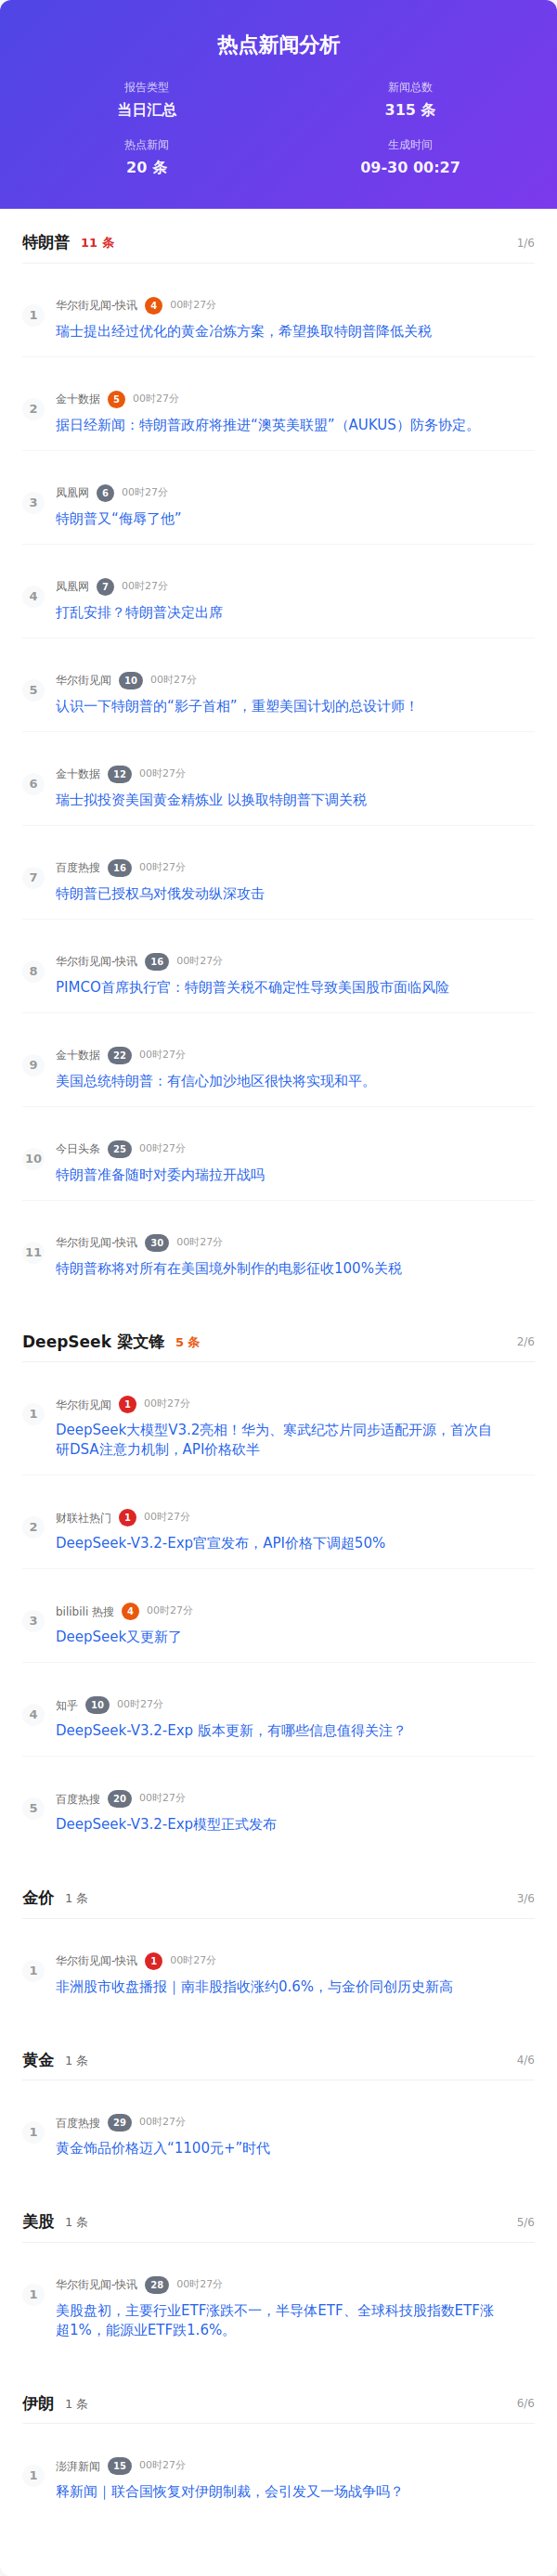 热点新闻分析
报告类型
新闻总数
当日汇总
315 条
热点新闻
生成时间
20 条
09-30 00:27
特朗普 11 条 1/6
华尔街见闻-快讯 4 00时27分
1
瑞士提出经过优化的黄金冶炼方案，希望换取特朗普降低关税
金十数据 5 00时27分
2
据日经新闻：特朗普政府将推进“澳英美联盟”（AUKUS）防务协定。
凤凰网 6 00时27分
3
特朗普又“侮辱了他”
凤凰网 7 00时27分
4
打乱安排？特朗普决定出席
华尔街见闻 10 00时27分
5
认识一下特朗普的“影子首相”，重塑美国计划的总设计师！
金十数据 12 00时27分
6
瑞士拟投资美国黄金精炼业 以换取特朗普下调关税
百度热搜 16 00时27分
7
特朗普已授权乌对俄发动纵深攻击
华尔街见闻-快讯 16 00时27分
8
PIMCO首席执行官：特朗普关税不确定性导致美国股市面临风险
金十数据 22 00时27分
9
美国总统特朗普：有信心加沙地区很快将实现和平。
今日头条 25 00时27分
10
特朗普准备随时对委内瑞拉开战吗
华尔街见闻-快讯 30 00时27分
11
特朗普称将对所有在美国境外制作的电影征收100%关税
DeepSeek 梁文锋 5 条 2/6
华尔街见闻 1 00时27分
1
DeepSeek大模型V3.2亮相！华为、寒武纪芯片同步适配开源，首次自
研DSA注意力机制，API价格砍半
财联社热门 1 00时27分
2
DeepSeek-V3.2-Exp官宣发布，API价格下调超50%
bilibili 热搜 4 00时27分
3
DeepSeek又更新了
知乎 10 00时27分
4
DeepSeek-V3.2-Exp 版本更新，有哪些信息值得关注？
百度热搜 20 00时27分
5
DeepSeek-V3.2-Exp模型正式发布
金价 1 条 3/6
华尔街见闻-快讯 1 00时27分
1
非洲股市收盘播报｜南非股指收涨约0.6%，与金价同创历史新高
黄金 1 条 4/6
百度热搜 29 00时27分
1
黄金饰品价格迈入“1100元+”时代
美股 1 条 5/6
华尔街见闻-快讯 28 00时27分
1
美股盘初，主要行业ETF涨跌不一，半导体ETF、全球科技股指数ETF涨
超1%，能源业ETF跌1.6%。
伊朗 1 条 6/6
澎湃新闻 15 00时27分
1
释新闻｜联合国恢复对伊朗制裁，会引发又一场战争吗？